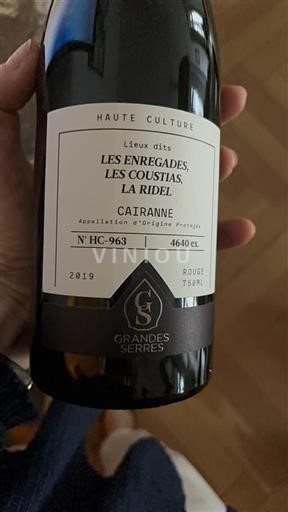 HAUTE CULTURE
Lieux dits
LES ENREGADES,
LES COUSTIAS,
LA RIDEL
CAIRANNE
Appellation d'Origine Protégée
N° HC-963 | 4640 ex.
VINIOU
2019 ROUGE
750ML
GS
GRANDES
SERRES